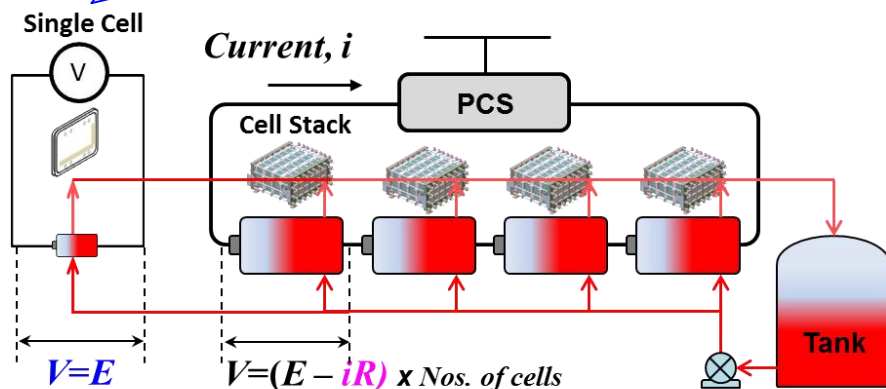 Single Cell
V
Current, i
PCS
Cell Stack
Tank
V=E
V=(E – iR) x Nos. of cells